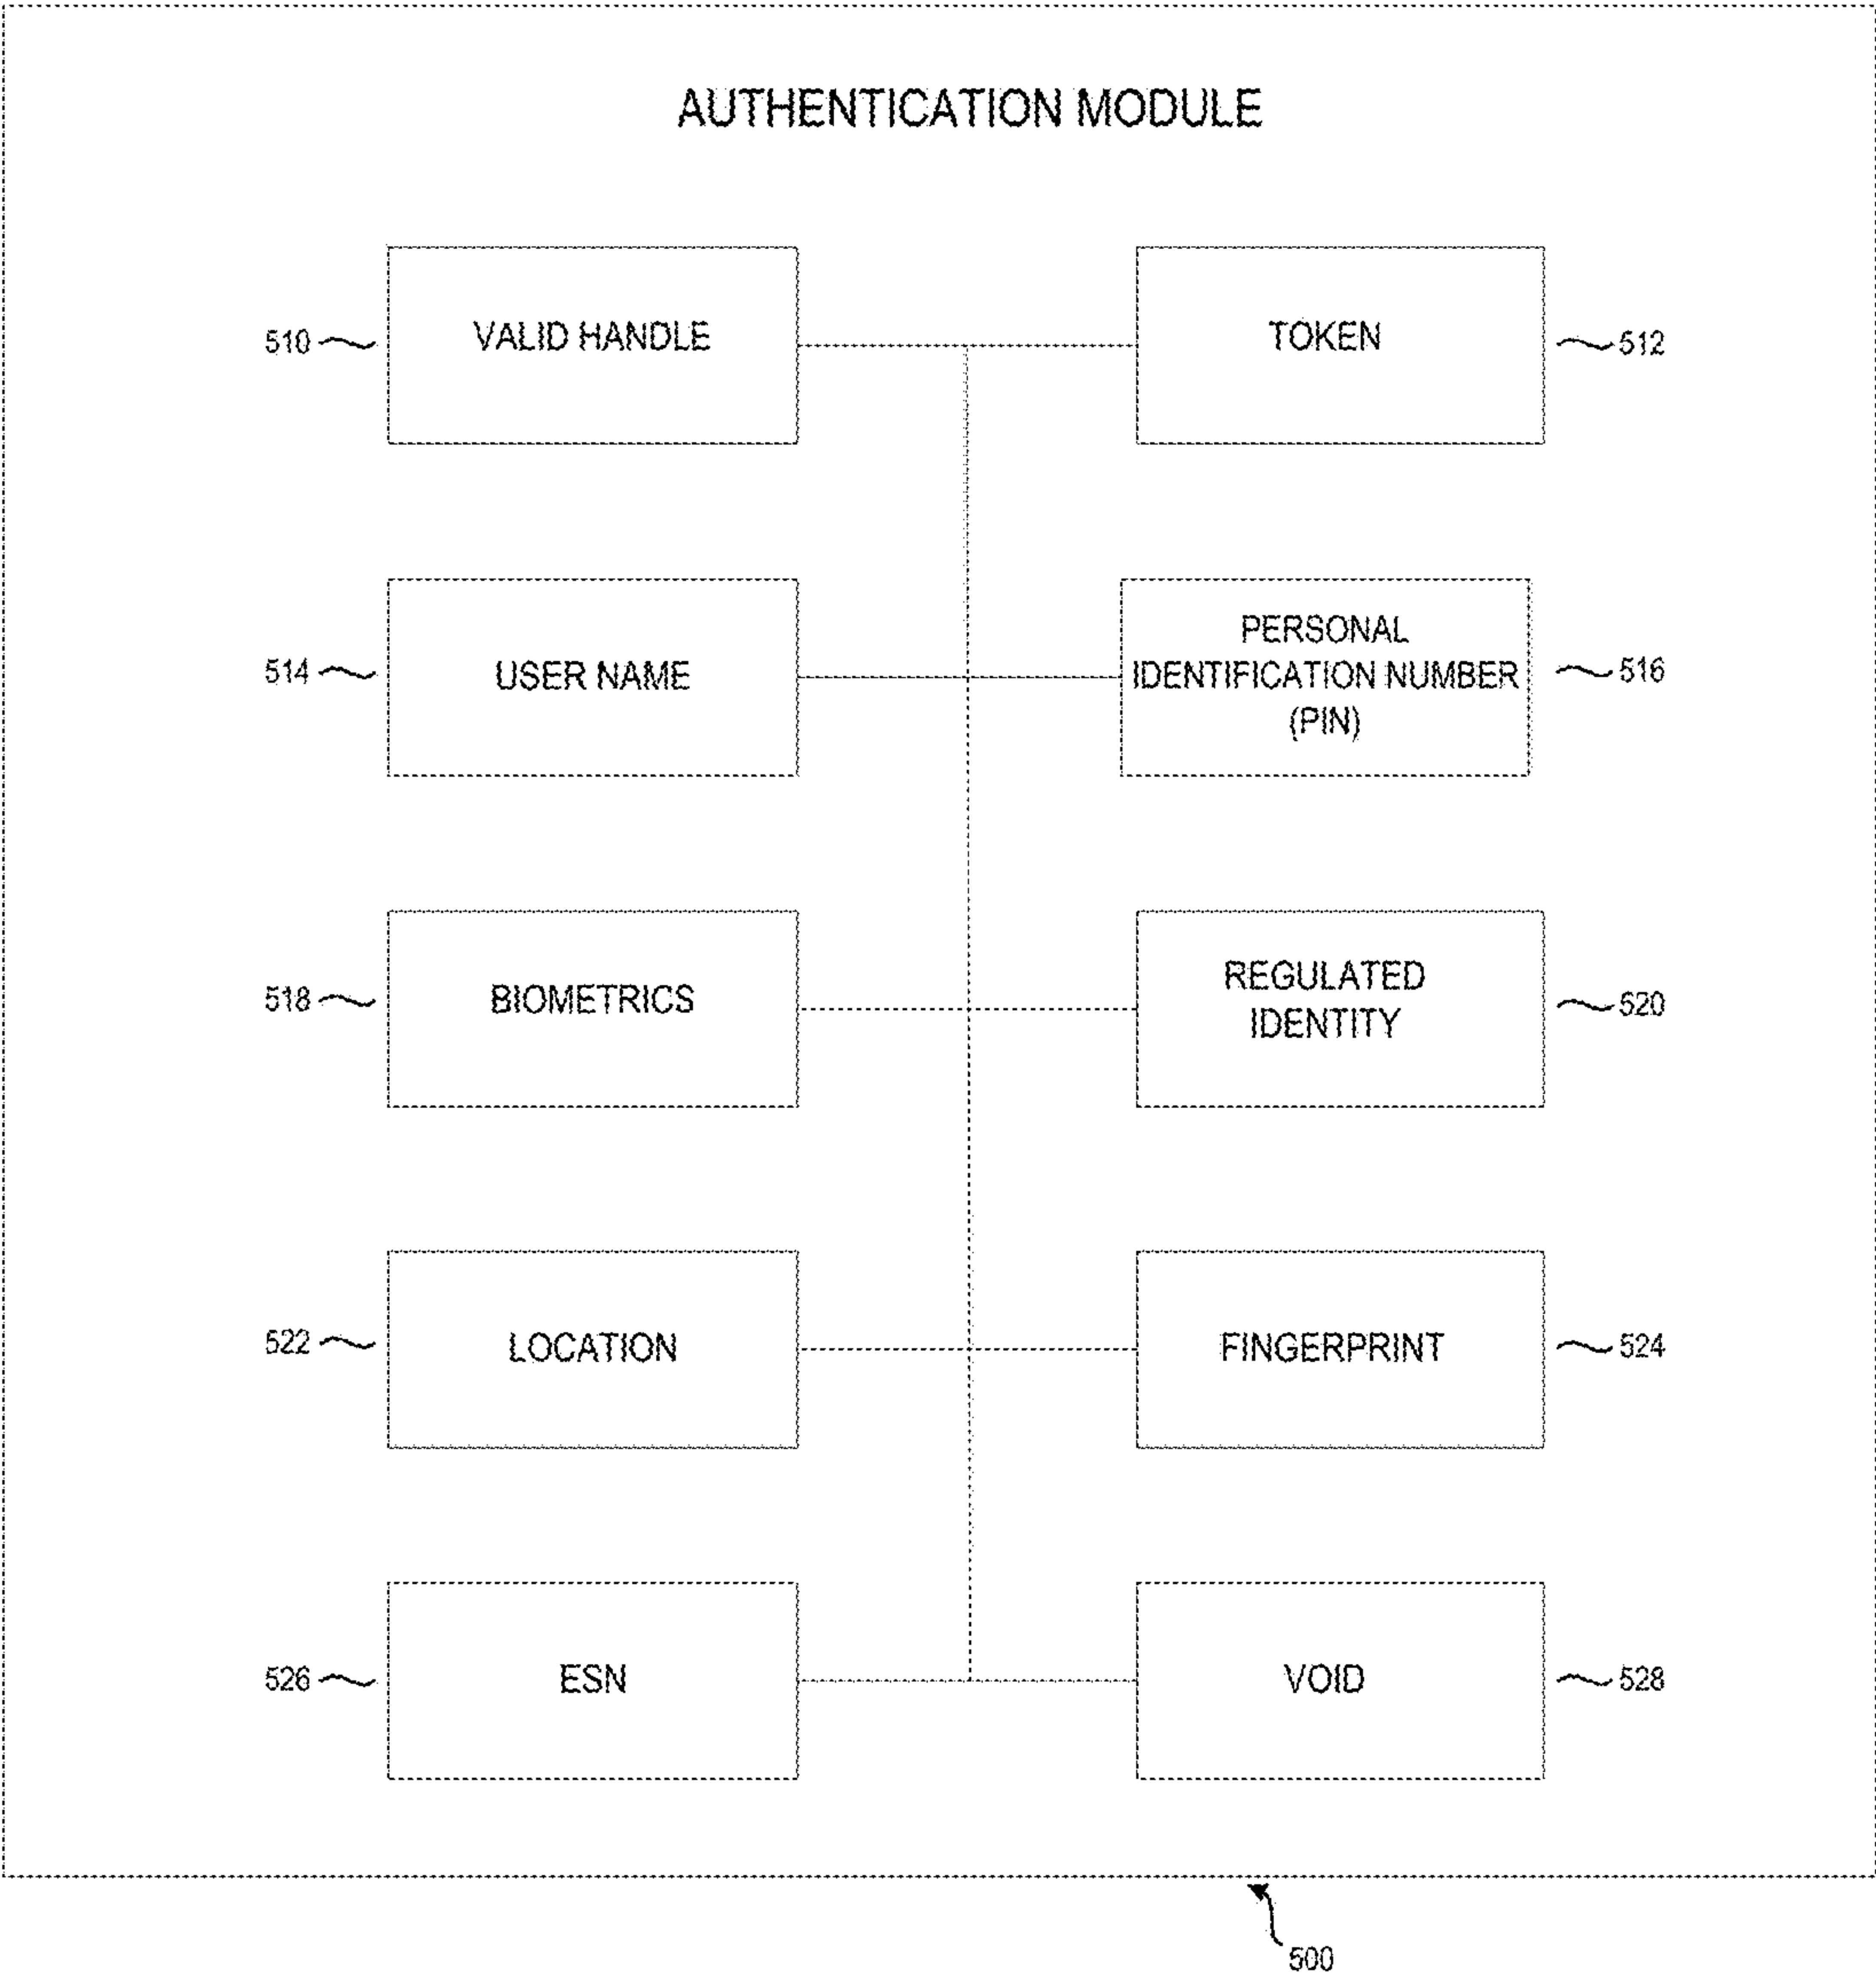 AUTHENTICATION MODULE
510
VALID HANDLE
TOKEN
512
514
USER NAME
PERSONAL
IDENTIFICATION NUMBER
(PIN)
516
518
BIOMETRICS
REGULATED
IDENTITY
520
522
LOCATION
FINGERPRINT
524
526
ESN
VOID
528
500